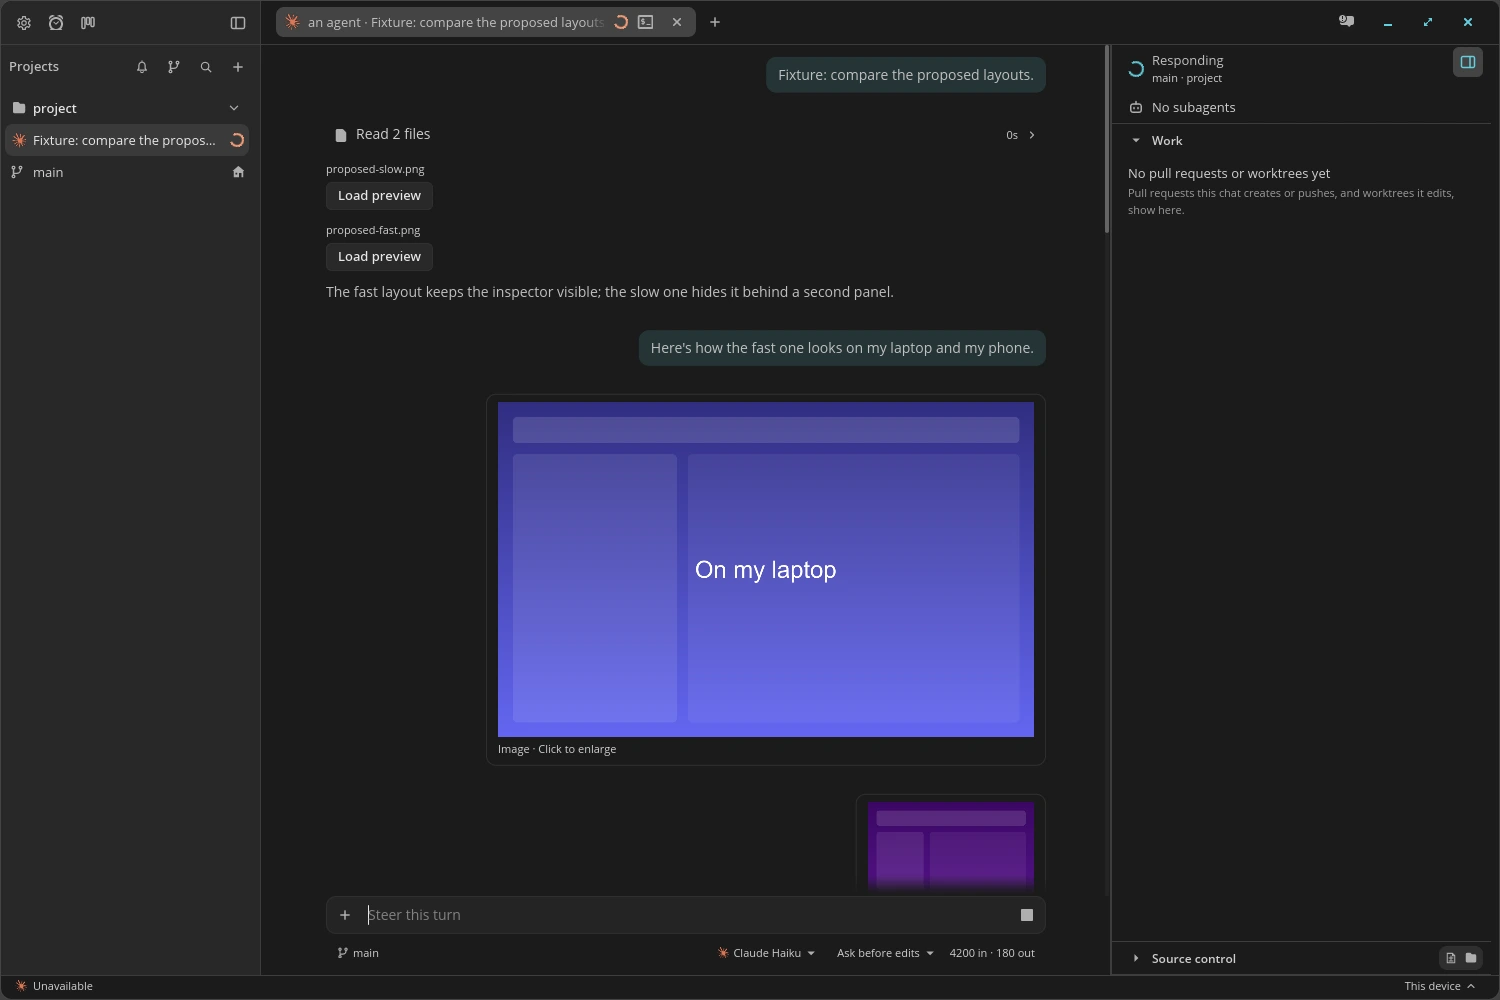 an agent · Fixture: compare the proposed layouts
Projects
project
Fixture: compare the propos...
main
Fixture: compare the proposed layouts.
Read 2 files
0s
proposed-slow.png
Load preview
proposed-fast.png
Load preview
The fast layout keeps the inspector visible; the slow one hides it behind a second panel.
Here's how the fast one looks on my laptop and my phone.
On my laptop
Image · Click to enlarge
Steer this turn
main
Claude Haiku
Ask before edits
4200 in · 180 out
Responding
main · project
No subagents
Work
No pull requests or worktrees yet
Pull requests this chat creates or pushes, and worktrees it edits,
show here.
Source control
Unavailable
This device